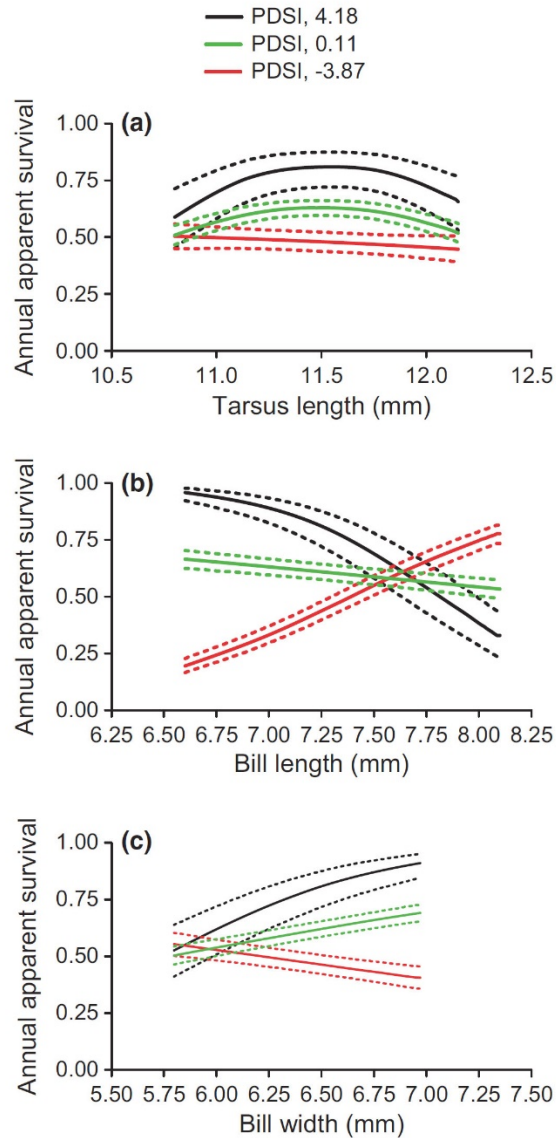 PDSI, 4.18
PDSI, 0.11
PDSI, -3.87
(a)
Annual apparent survival
1.00
0.75
0.50
0.25
0.00
10.5 11.0 11.5 12.0 12.5
Tarsus length (mm)
(b)
Annual apparent survival
1.00
0.75
0.50
0.25
0.00
6.25 6.50 6.75 7.00 7.25 7.50 7.75 8.00 8.25
Bill length (mm)
(c)
Annual apparent survival
1.00
0.75
0.50
0.25
0.00
5.50 5.75 6.00 6.25 6.50 6.75 7.00 7.25 7.50
Bill width (mm)